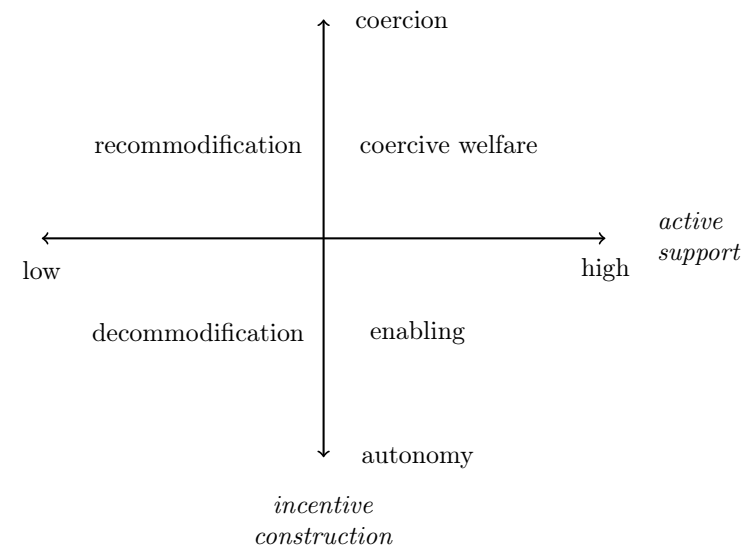 coercion
recommodification
coercive welfare
active
support
low
high
decommodification
enabling
autonomy
incentive
construction